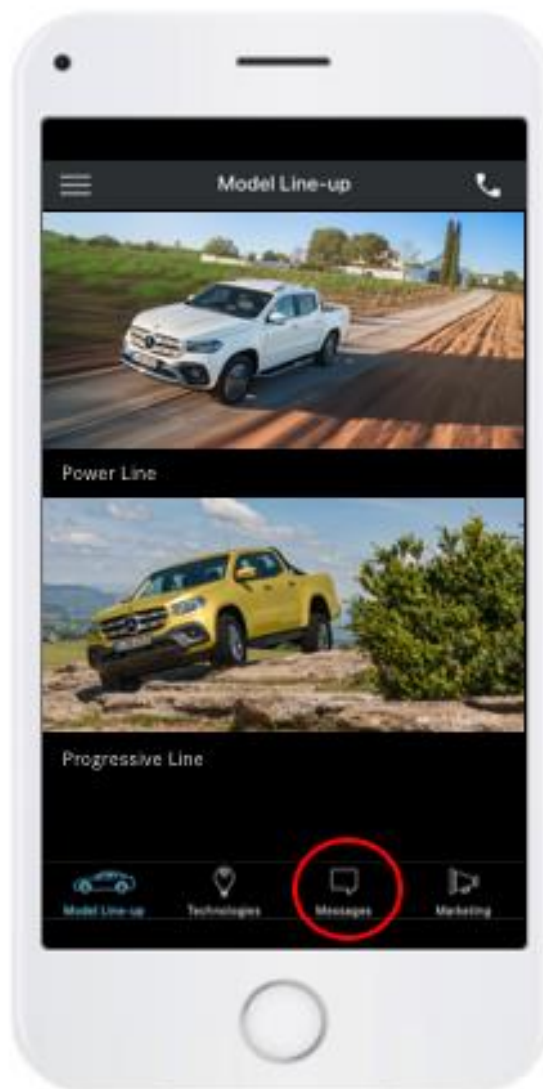 Model Line-up
Power Line
Progressive Line
Model Line-up
Technologies
Messages
Marketing